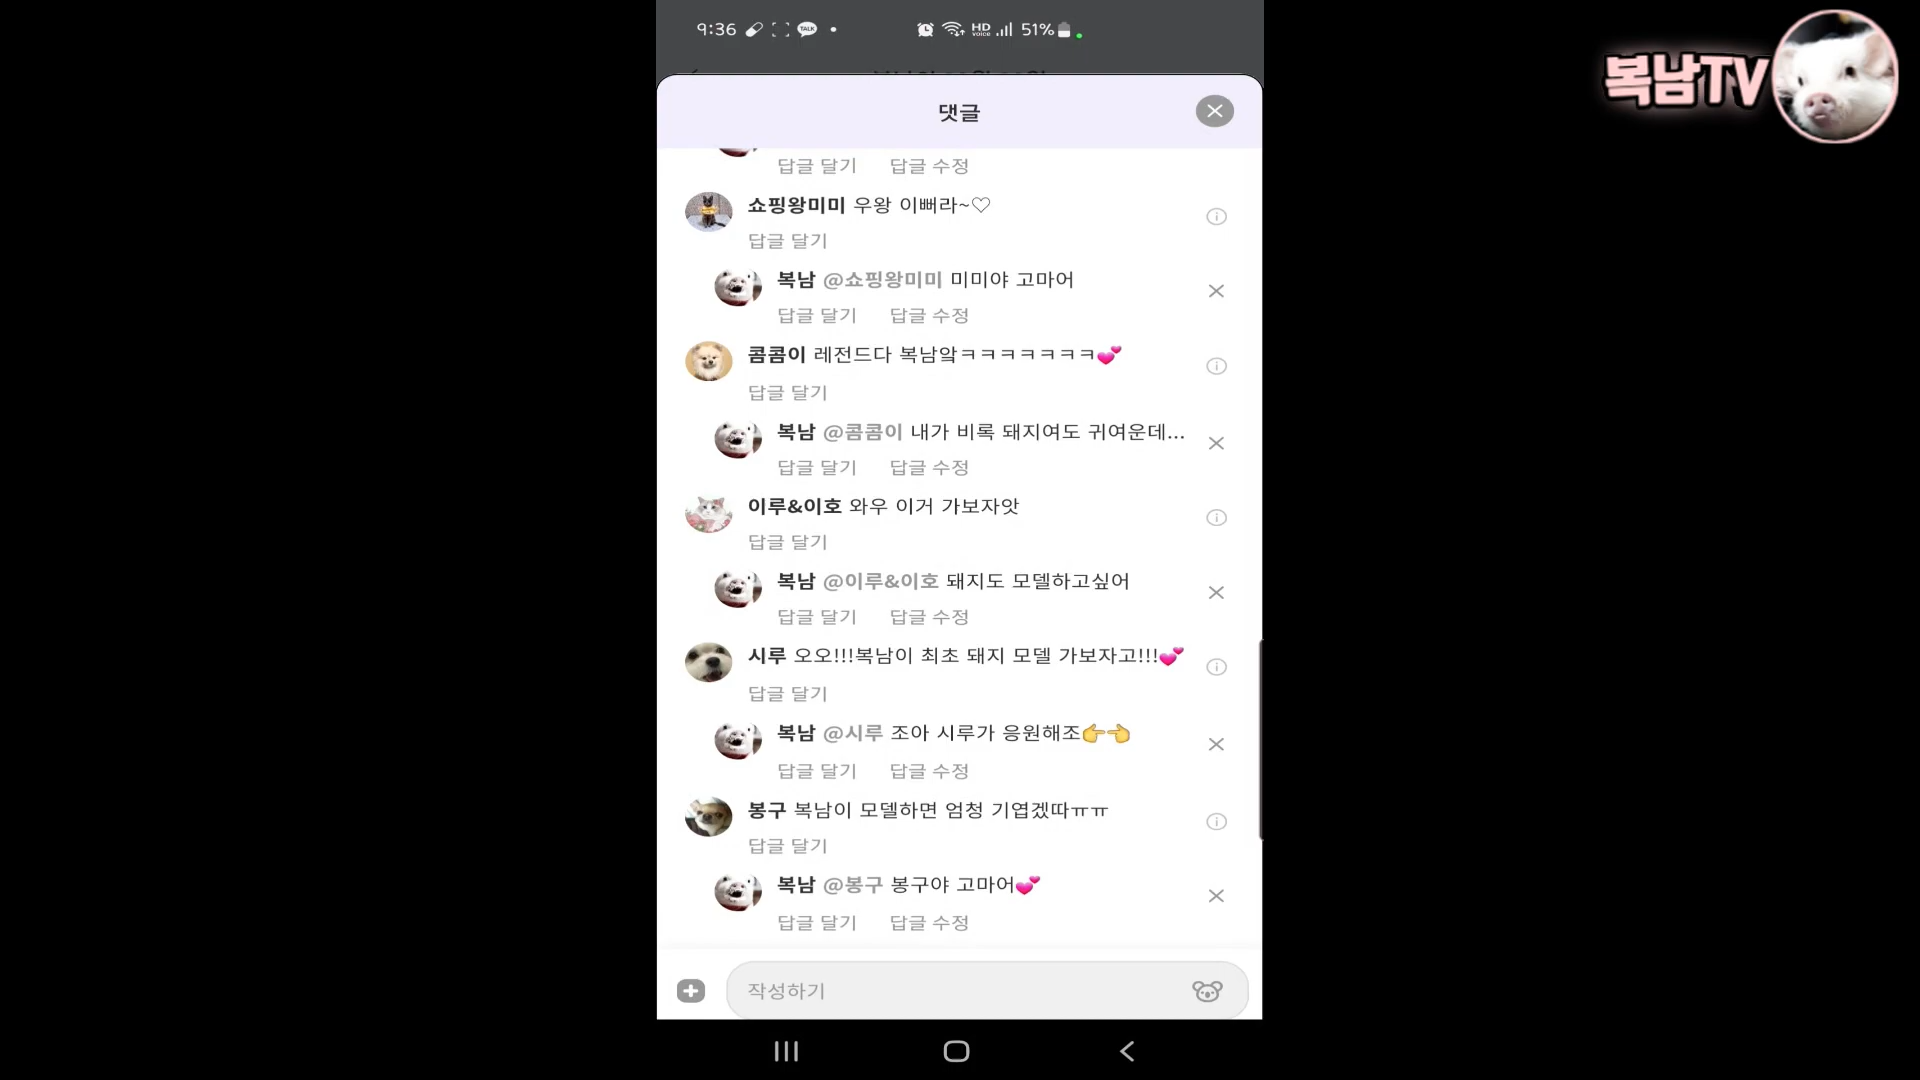 9:36 TALK HD VOICE 51%
복남TV
댓글
답글 달기 답글 수정
쇼핑왕미미 우왕 이뻐라~♡
답글 달기
복남 @쇼핑왕미미 미미야 고마어
답글 달기 답글 수정
콤콤이 레전드다 복남앜ㅋㅋㅋㅋㅋㅋㅋ💕
답글 달기
복남 @콤콤이 내가 비록 돼지여도 귀여운데...
답글 달기 답글 수정
이루&이호 와우 이거 가보자앗
답글 달기
복남 @이루&이호 돼지도 모델하고싶어
답글 달기 답글 수정
시루 오오!!!복남이 최초 돼지 모델 가보자고!!!💕
답글 달기
복남 @시루 조아 시루가 응원해조👉👈
답글 달기 답글 수정
봉구 복남이 모델하면 엄청 기엽겠따ㅠㅠ
답글 달기
복남 @봉구 봉구야 고마어💕
답글 달기 답글 수정
작성하기